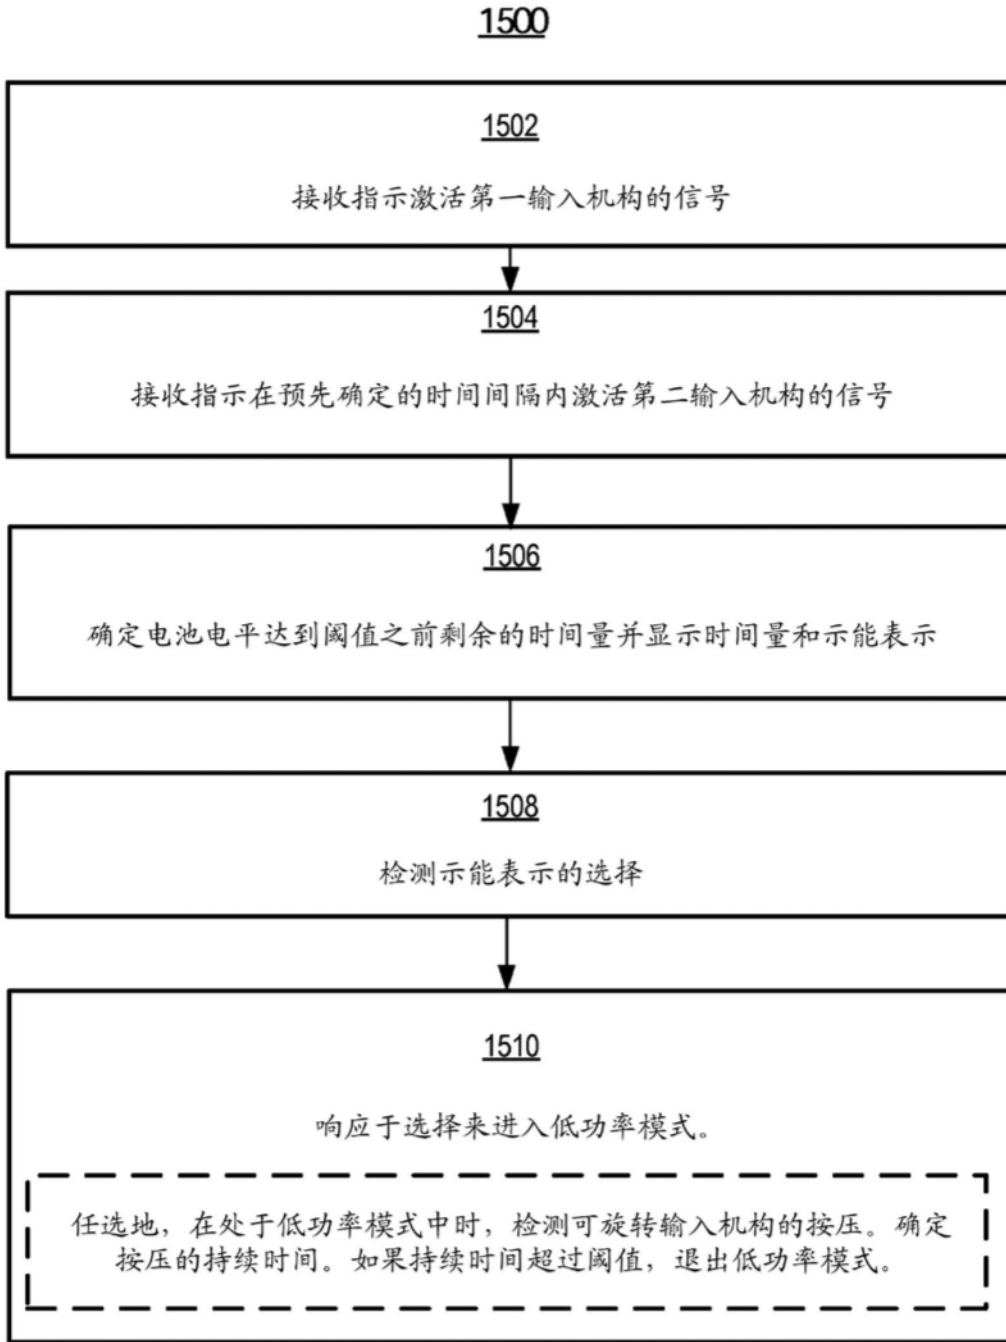 1500
1502
接收指示激活第一输入机构的信号
1504
接收指示在预先确定的时间间隔内激活第二输入机构的信号
1506
确定电池电平达到阈值之前剩余的时间量并显示时间量和示能表示
1508
检测示能表示的选择
1510
响应于选择来进入低功率模式。
任选地，在处于低功率模式中时，检测可旋转输入机构的按压。确定
按压的持续时间。如果持续时间超过阈值，退出低功率模式。